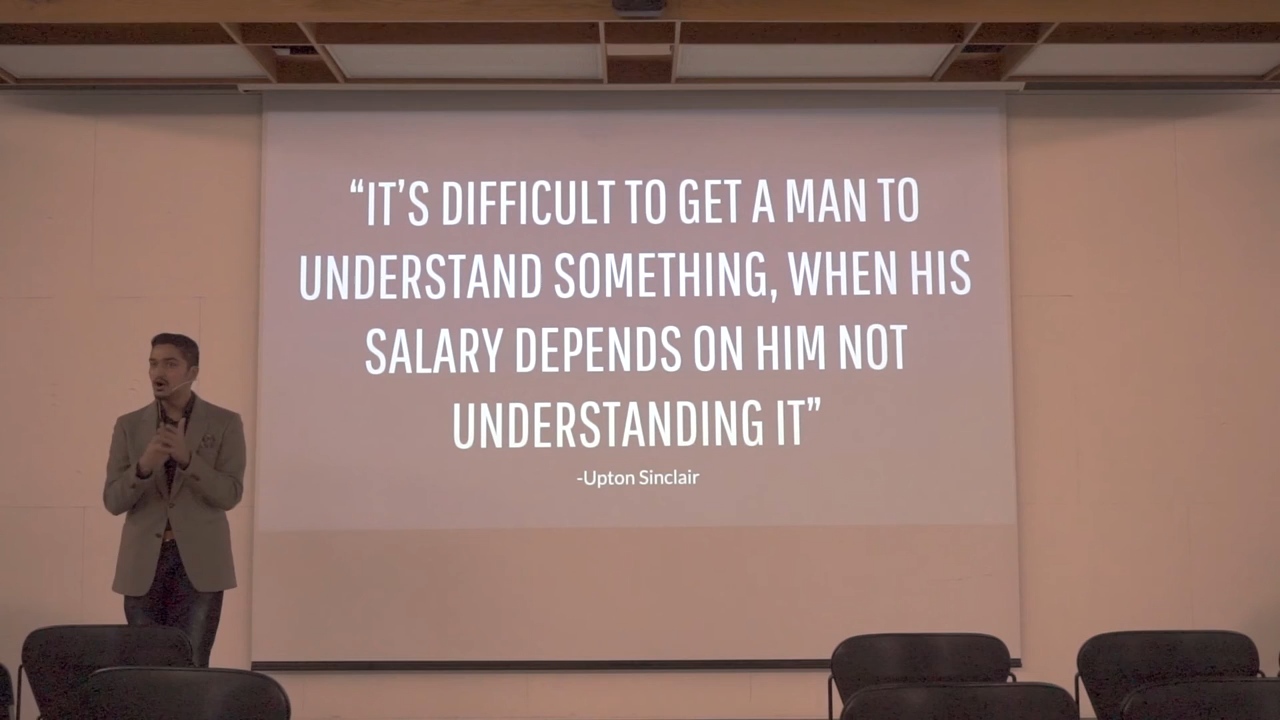 “IT’S DIFFICULT TO GET A MAN TO
UNDERSTAND SOMETHING, WHEN HIS
SALARY DEPENDS ON HIM NOT
UNDERSTANDING IT”
-Upton Sinclair